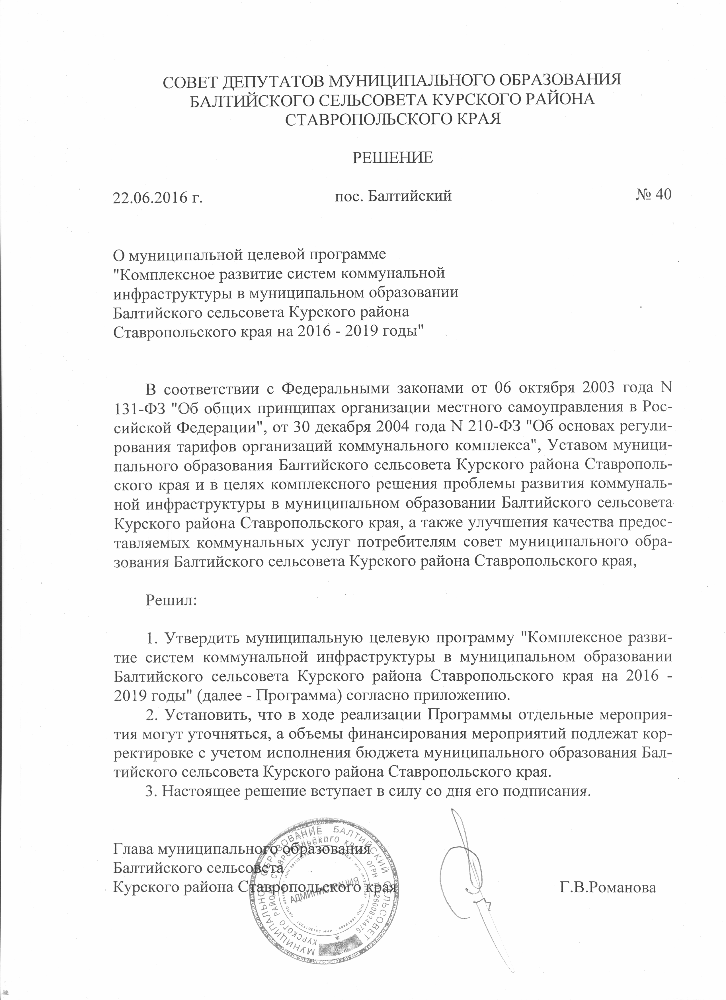 СОВЕТ ДЕПУТАТОВ МУНИЦИПАЛЬНОГО ОБРАЗОВАНИЯ
БАЛТИЙСКОГО СЕЛЬСОВЕТА КУРСКОГО РАЙОНА
СТАВРОПОЛЬСКОГО КРАЯ
РЕШЕНИЕ
22.06.2016 г. пос. Балтийский № 40
О муниципальной целевой программе
"Комплексное развитие систем коммунальной
инфраструктуры в муниципальном образовании
Балтийского сельсовета Курского района
Ставропольского края на 2016 - 2019 годы"
В соответствии с Федеральными законами от 06 октября 2003 года N
131-ФЗ "Об общих принципах организации местного самоуправления в Рос-
сийской Федерации", от 30 декабря 2004 года N 210-ФЗ "Об основах регули-
рования тарифов организаций коммунального комплекса", Уставом муници-
пального образования Балтийского сельсовета Курского района Ставрополь-
ского края и в целях комплексного решения проблемы развития коммуналь-
ной инфраструктуры в муниципальном образовании Балтийского сельсовета
Курского района Ставропольского края, а также улучшения качества предос-
тавляемых коммунальных услуг потребителям совет муниципального обра-
зования Балтийского сельсовета Курского района Ставропольского края,
Решил:
1. Утвердить муниципальную целевую программу "Комплексное разви-
тие систем коммунальной инфраструктуры в муниципальном образовании
Балтийского сельсовета Курского района Ставропольского края на 2016 -
2019 годы" (далее - Программа) согласно приложению.
2. Установить, что в ходе реализации Программы отдельные мероприя-
тия могут уточняться, а объемы финансирования мероприятий подлежат кор-
ректировке с учетом исполнения бюджета муниципального образования Бал-
тийского сельсовета Курского района Ставропольского края.
3. Настоящее решение вступает в силу со дня его подписания.
Глава муниципального образования
Балтийского сельсовета
Курского района Ставропольского края Г.В.Романова
МУНИЦИПАЛЬНОЕ ОБРАЗОВАНИЕ БАЛТИЙСКИЙ СЕЛЬСОВЕТ
КУРСКОГО РАЙОНА СТАВРОПОЛЬСКОГО КРАЯ ОГРН 1022600824476
АДМИНИСТРАЦИЯ